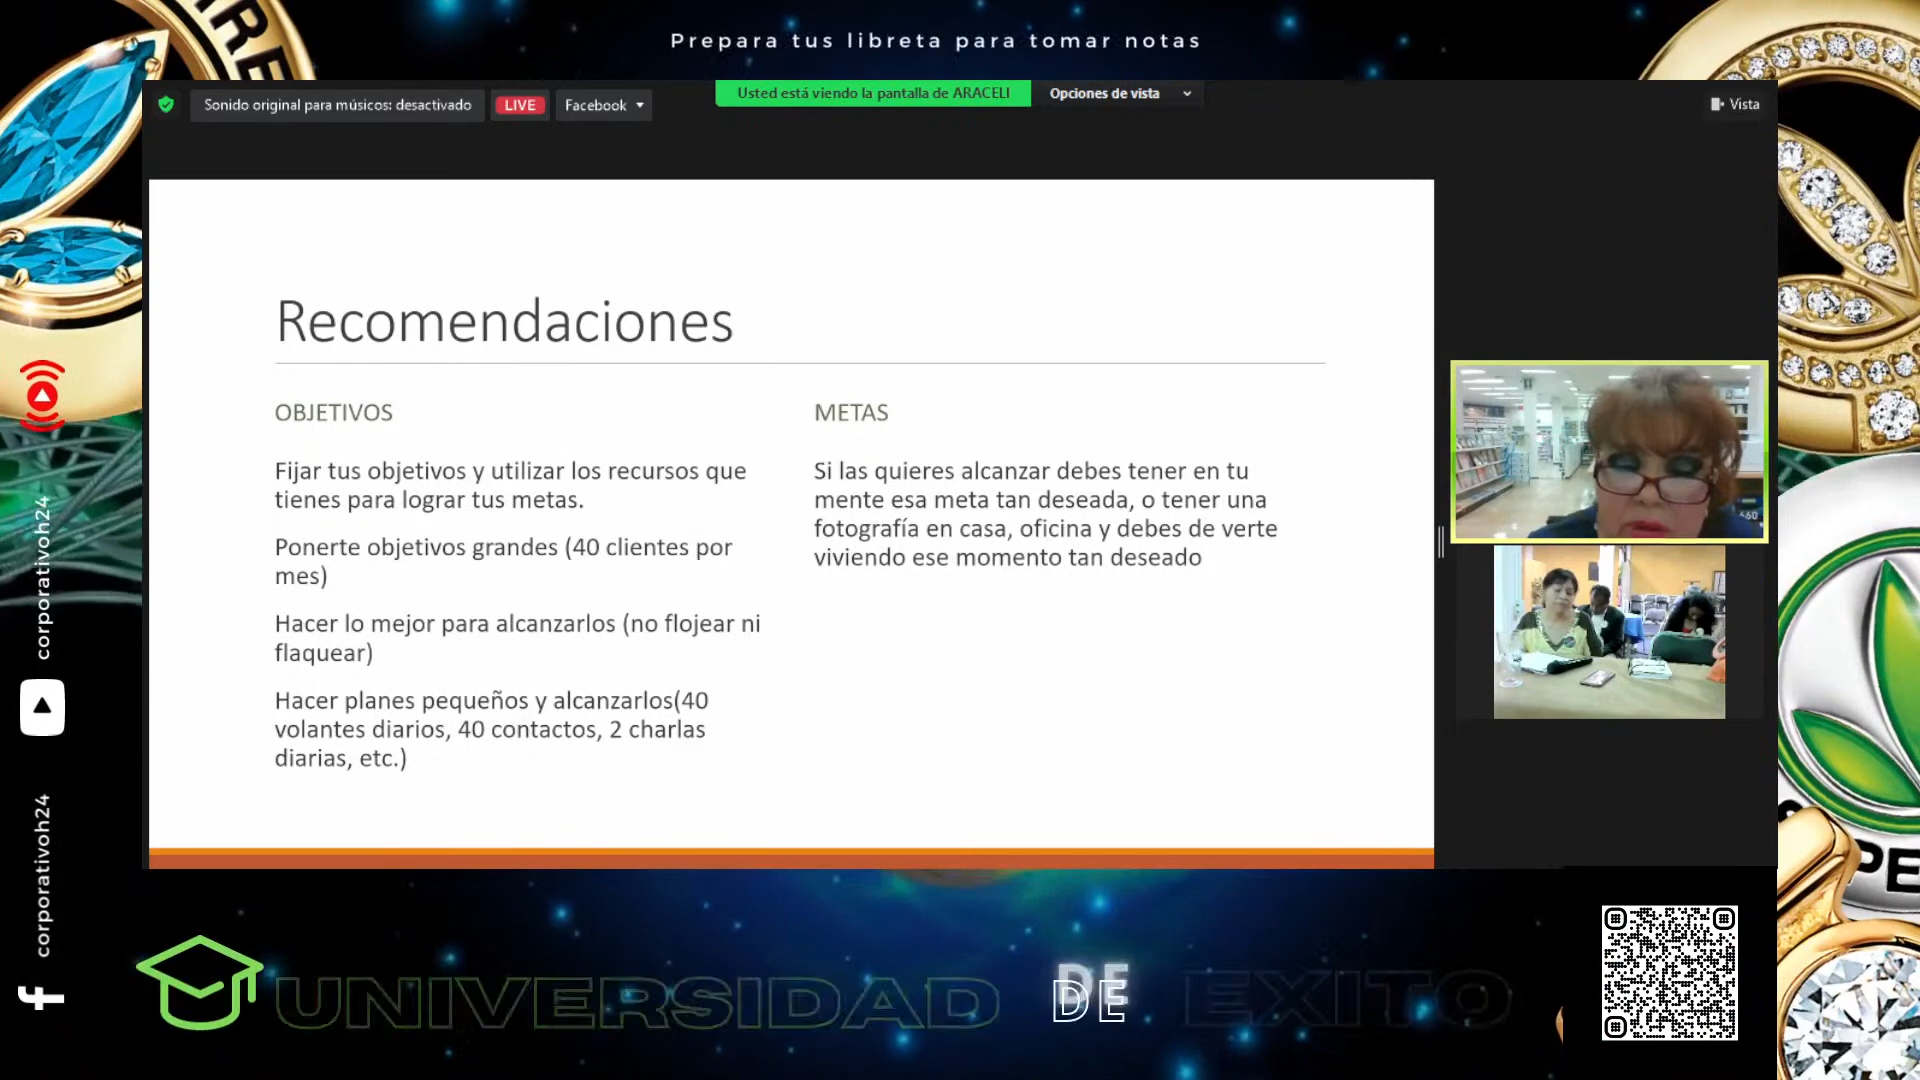 Prepara tus libreta para tomar notas
Sonido original para músicos: desactivado
LIVE
Facebook
Usted está viendo la pantalla de ARACELI
Opciones de vista
Vista
Recomendaciones
OBJETIVOS
Fijar tus objetivos y utilizar los recursos que
tienes para lograr tus metas.
Ponerte objetivos grandes (40 clientes por
mes)
Hacer lo mejor para alcanzarlos (no flojear ni
flaquear)
Hacer planes pequeños y alcanzarlos(40
volantes diarios, 40 contactos, 2 charlas
diarias, etc.)
METAS
Si las quieres alcanzar debes tener en tu
mente esa meta tan deseada, o tener una
fotografía en casa, oficina y debes de verte
viviendo ese momento tan deseado
corporativoh24
corporativoh24
UNIVERSIDAD
DE
EXITO